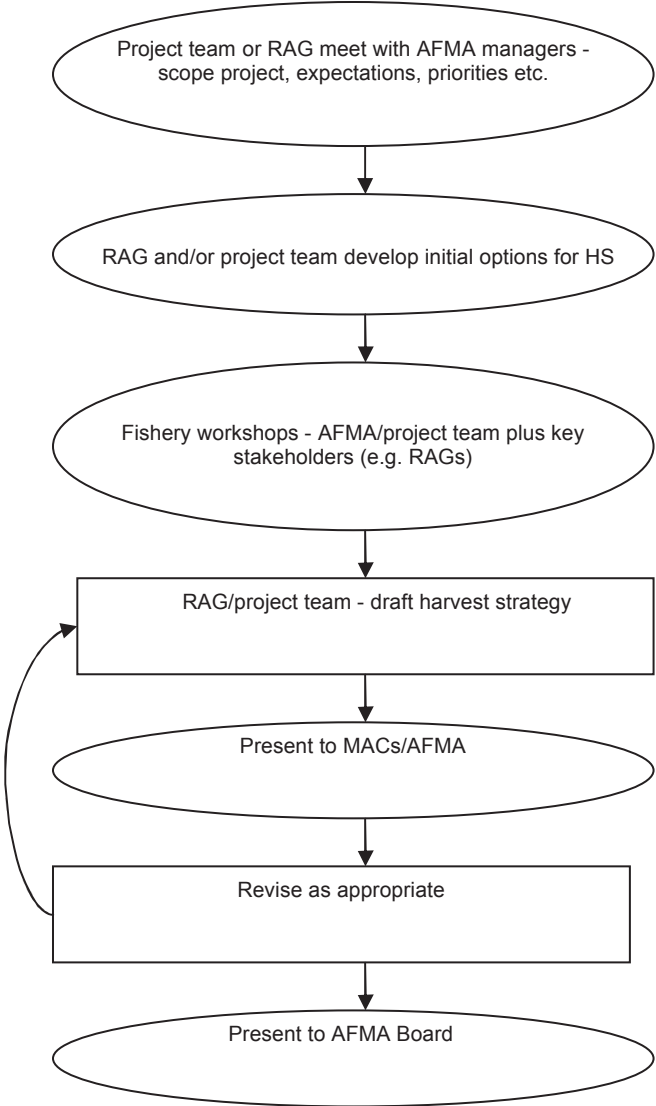 Project team or RAG meet with AFMA managers -
scope project, expectations, priorities etc.
RAG and/or project team develop initial options for HS
Fishery workshops - AFMA/project team plus key
stakeholders (e.g. RAGs)
RAG/project team - draft harvest strategy
Present to MACs/AFMA
Revise as appropriate
Present to AFMA Board